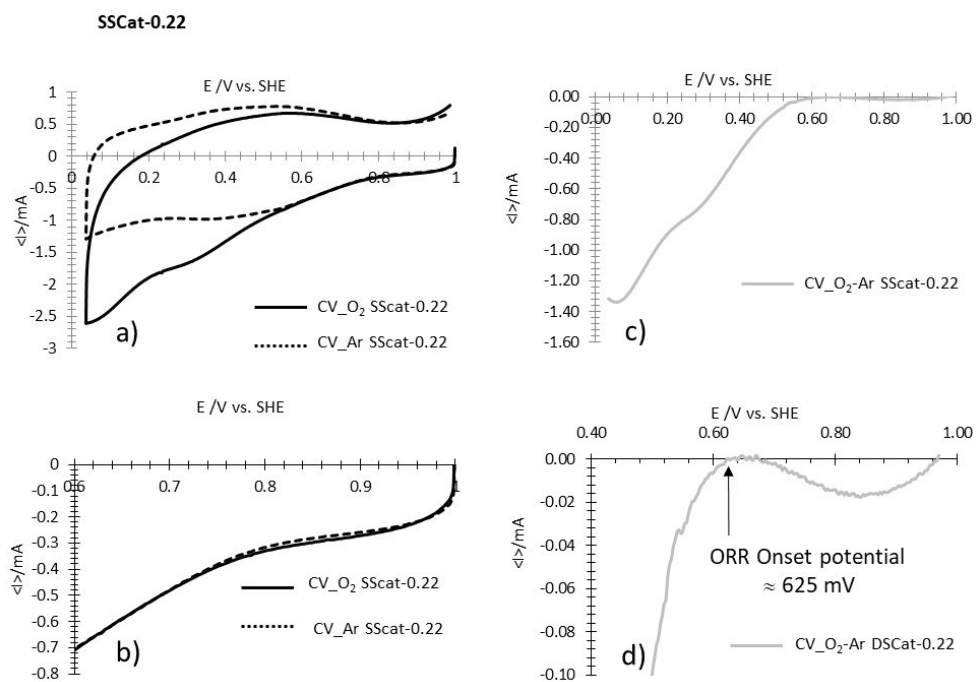 SSCat-0.22
E /V vs. SHE
1
0.5
0
-0.5
-1
-1.5
-2
-2.5
-3
0
0.2
0.4
0.6
0.8
1
<I>/mA
CV_O₂ SScat-0.22
CV_Ar SScat-0.22
a)
E /V vs. SHE
0.00
-0.20
-0.40
-0.60
-0.80
-1.00
-1.20
-1.40
-1.60
0.00
0.20
0.40
0.60
0.80
1.00
<I>/mA
CV_O₂-Ar SScat-0.22
c)
E /V vs. SHE
0
-0.1
-0.2
-0.3
-0.4
-0.5
-0.6
-0.7
-0.8
0.6
0.7
0.8
0.9
1
<I>/mA
CV_O₂ SScat-0.22
CV_Ar SScat-0.22
b)
E /V vs. SHE
0.40
0.60
0.80
1.00
0.00
-0.02
-0.04
-0.06
-0.08
-0.10
<I>/mA
ORR Onset potential
≈ 625 mV
CV_O₂-Ar DSCat-0.22
d)